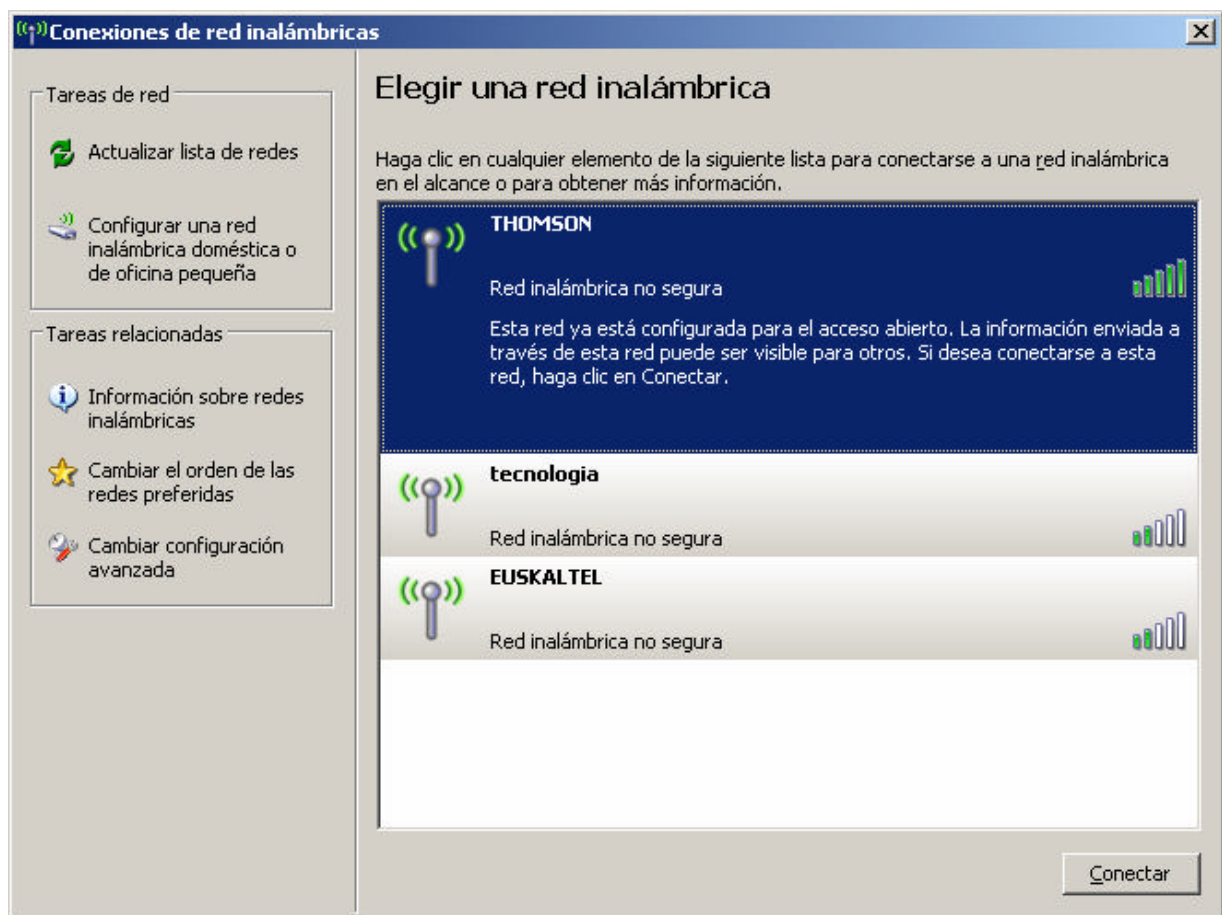 Conexiones de red inalámbricas
Tareas de red
Actualizar lista de redes
Configurar una red
inalámbrica doméstica o
de oficina pequeña
Tareas relacionadas
Información sobre redes
inalámbricas
Cambiar el orden de las
redes preferidas
Cambiar configuración
avanzada
Elegir una red inalámbrica
Haga clic en cualquier elemento de la siguiente lista para conectarse a una red inalámbrica
en el alcance o para obtener más información.
THOMSON
Red inalámbrica no segura
Esta red ya está configurada para el acceso abierto. La información enviada a
través de esta red puede ser visible para otros. Si desea conectarse a esta
red, haga clic en Conectar.
tecnologia
Red inalámbrica no segura
EUSKALTEL
Red inalámbrica no segura
Conectar